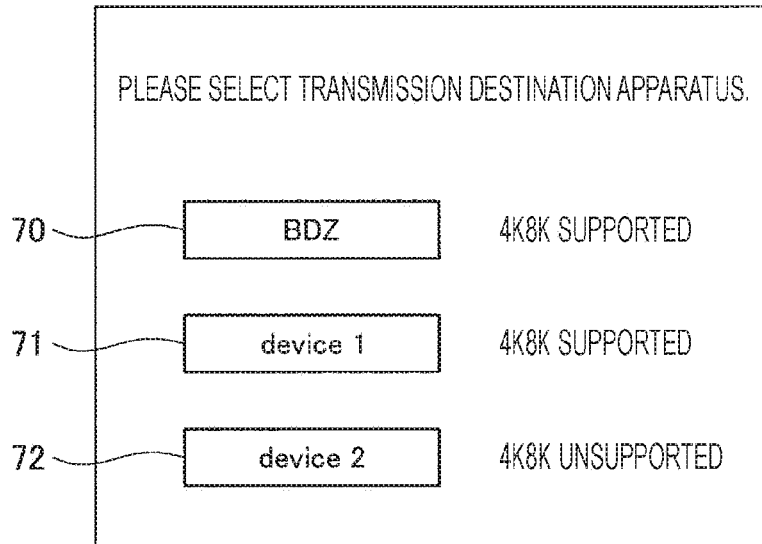 PLEASE SELECT TRANSMISSION DESTINATION APPARATUS.
70 BDZ 4K8K SUPPORTED
71 device 1 4K8K SUPPORTED
72 device 2 4K8K UNSUPPORTED